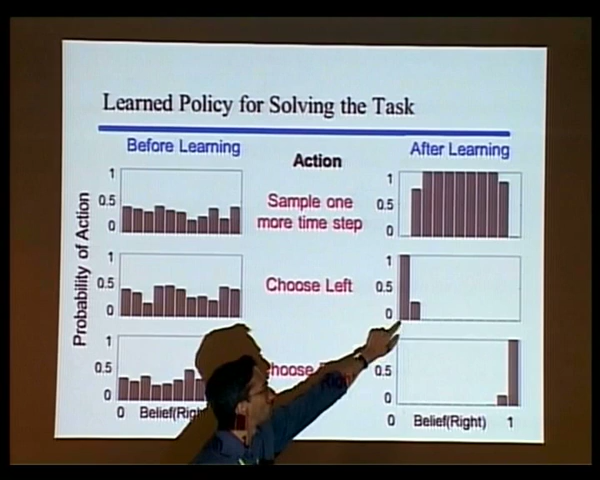 Learned Policy for Solving the Task
Before Learning
Action
After Learning
Probability of Action
1
0.5
0
Sample one
more time step
1
0.5
0
1
0.5
0
Choose Left
1
0.5
0
1
0.5
0
0.5
0
0
Belief(Righ
0
Belief(Right)
1